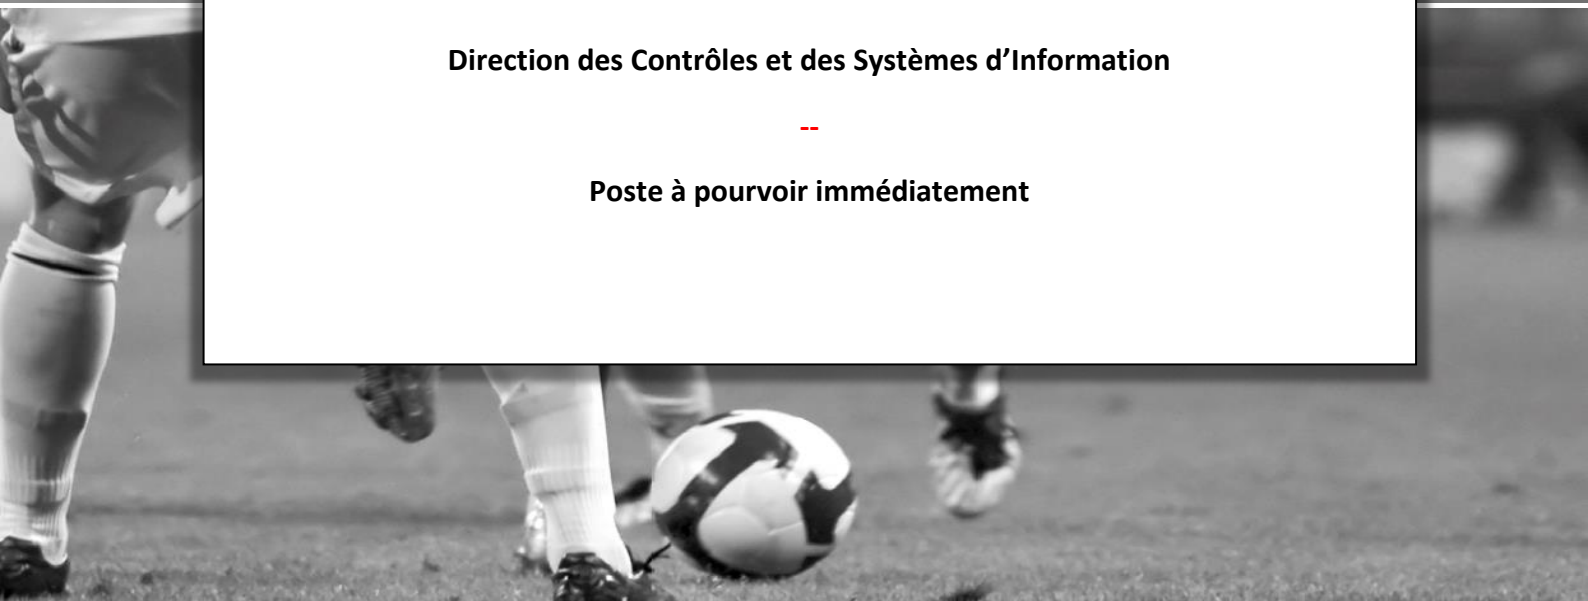 Direction des Contrôles et des Systèmes d’Information
--
Poste à pourvoir immédiatement